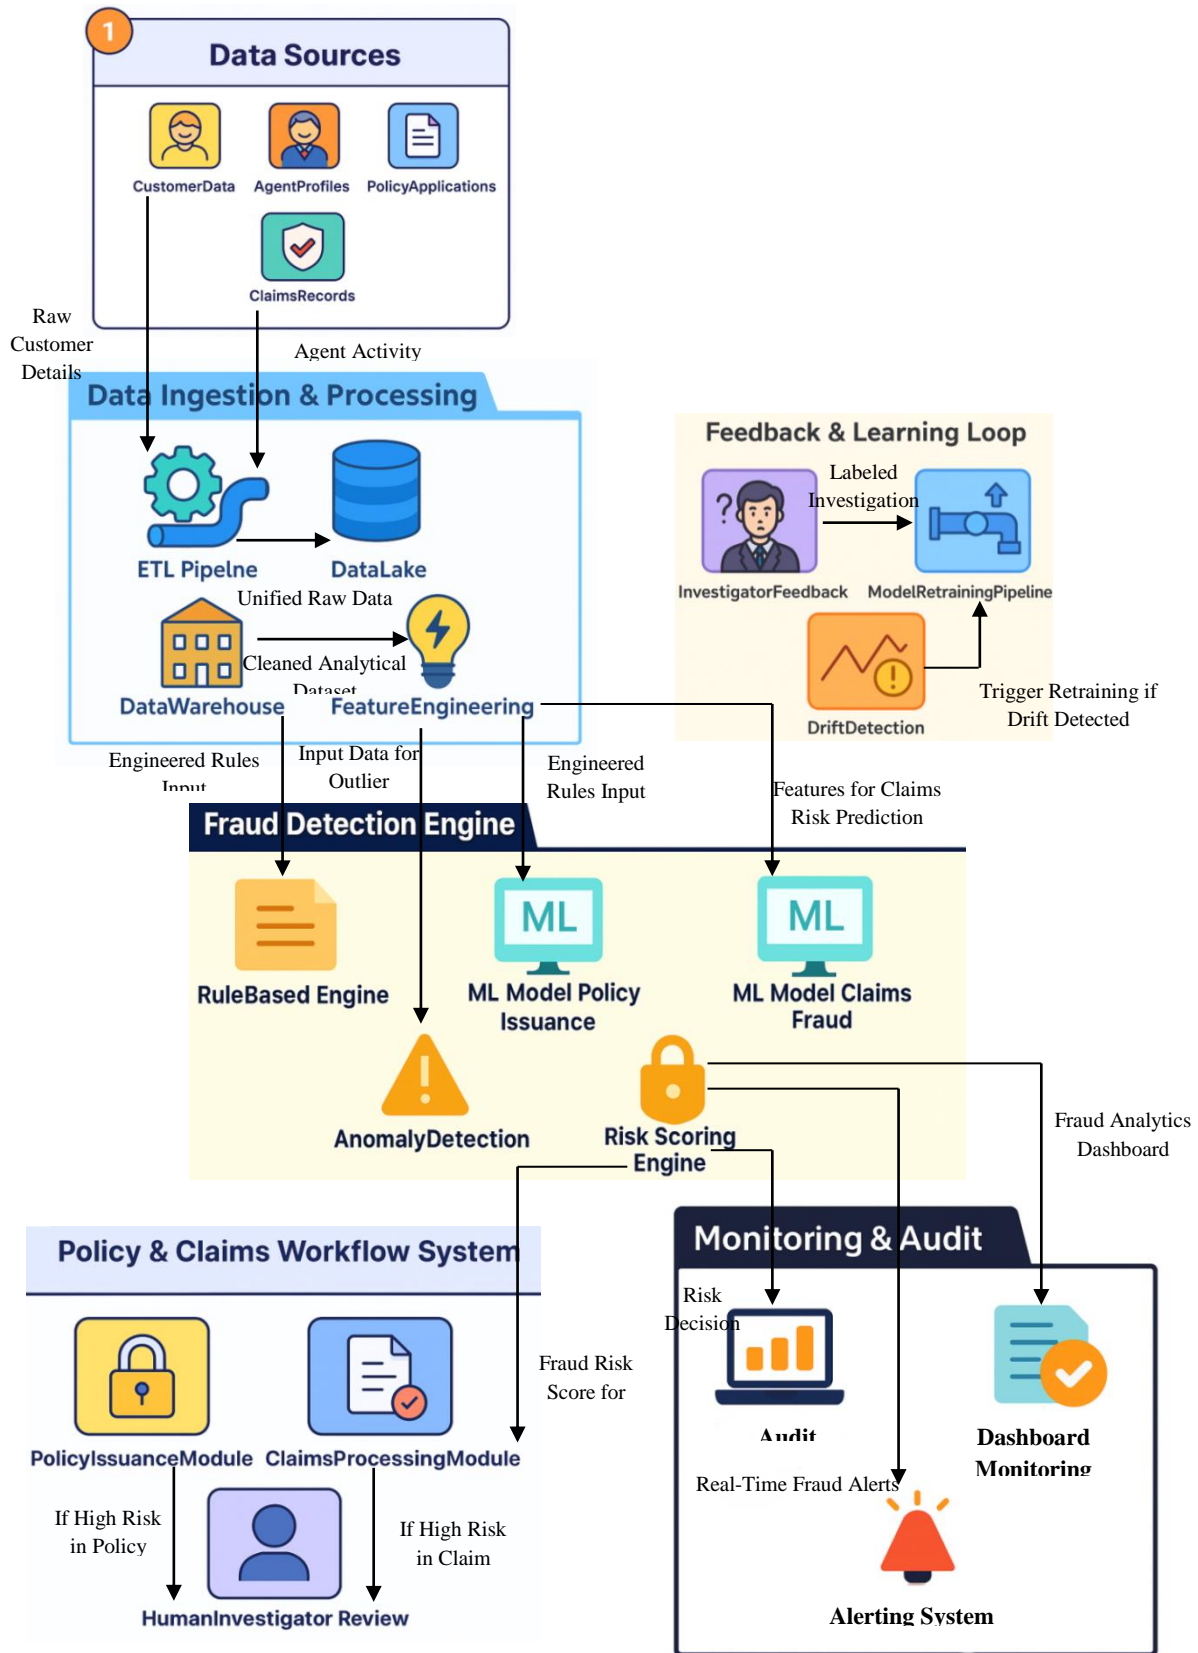 1
Data Sources
CustomerData
AgentProfiles
PolicyApplications
ClaimsRecords
Raw
Customer
Details
Agent Activity
Data Ingestion & Processing
ETL Pipelne
DataLake
Unified Raw Data
Cleaned Analytical
Dataset
DataWarehouse
FeatureEngineering
Feedback & Learning Loop
Labeled
Investigation
?
InvestigatorFeedback
ModelRetrainingPipeline
DriftDetection
Trigger Retraining if
Drift Detected
Engineered Rules
Input
Input Data for
Outlier
Engineered
Rules Input
Features for Claims
Risk Prediction
Fraud Detection Engine
RuleBased Engine
ML
ML Model Policy
Issuance
ML
ML Model Claims
Fraud
AnomalyDetection
Risk Scoring
Engine
Fraud Analytics
Dashboard
Policy & Claims Workflow System
PolicyIssuanceModule
ClaimsProcessingModule
Fraud Risk
Score for
If High Risk
in Policy
If High Risk
in Claim
HumanInvestigator Review
Monitoring & Audit
Risk
Decision
Audit
Dashboard
Monitoring
Real-Time Fraud Alerts
Alerting System